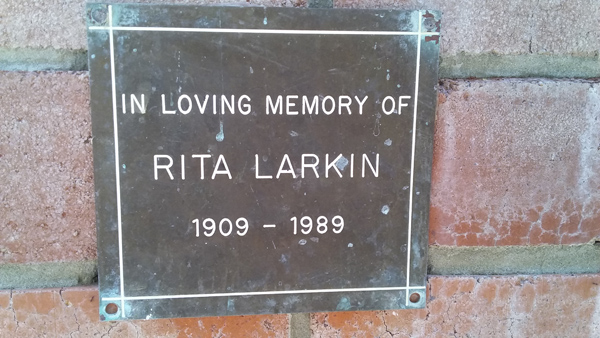 IN LOVING MEMORY OF
RITA LARKIN
1909 - 1989